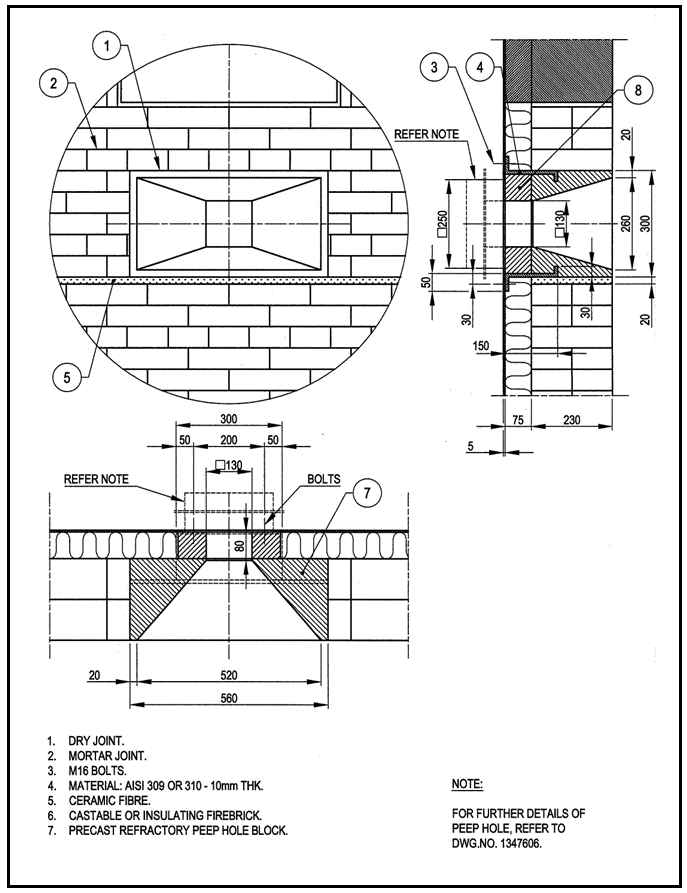 1
2
3
4
8
REFER NOTE
□250
□130
20
260
300
50
30
30
20
150
5
75
230
5
300
50
200
50
□130
REFER NOTE
BOLTS
7
80
20
520
560
1. DRY JOINT.
2. MORTAR JOINT.
3. M16 BOLTS.
4. MATERIAL: AISI 309 OR 310 - 10mm THK.
5. CERAMIC FIBRE.
6. CASTABLE OR INSULATING FIREBRICK.
7. PRECAST REFRACTORY PEEP HOLE BLOCK.
NOTE:
FOR FURTHER DETAILS OF
PEEP HOLE, REFER TO
DWG.NO. 1347606.